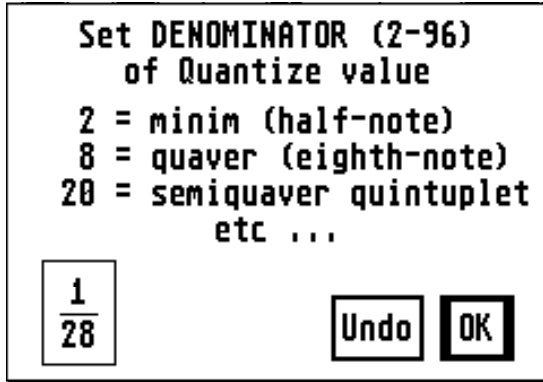 Set DENOMINATOR (2-96)
of Quantize value
2 = minim (half-note)
8 = quaver (eighth-note)
20 = semiquaver quintuplet
etc ...
1
28
Undo
OK